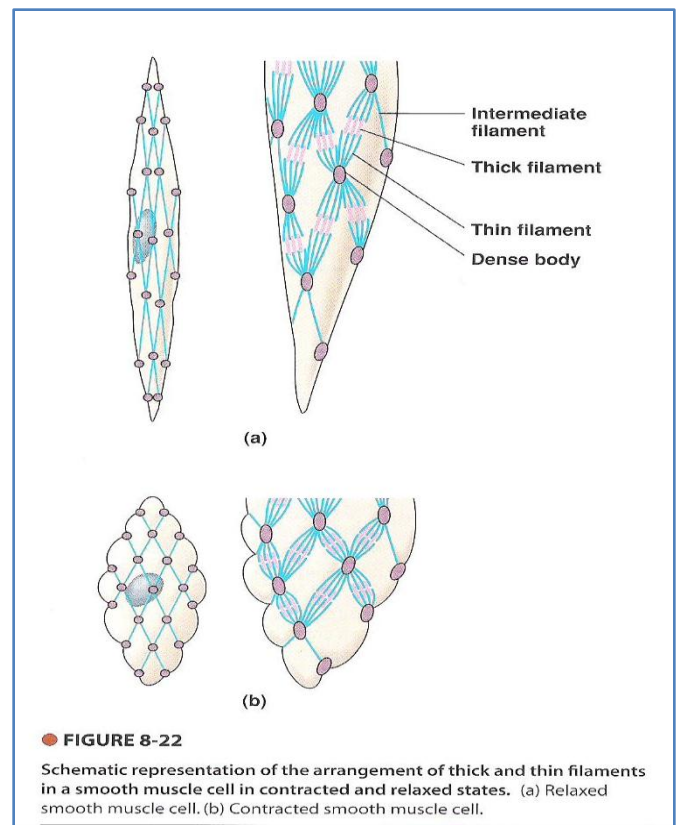 Intermediate
filament
Thick filament
Thin filament
Dense body
(a)
(b)
FIGURE 8-22
Schematic representation of the arrangement of thick and thin filaments
in a smooth muscle cell in contracted and relaxed states. (a) Relaxed
smooth muscle cell. (b) Contracted smooth muscle cell.